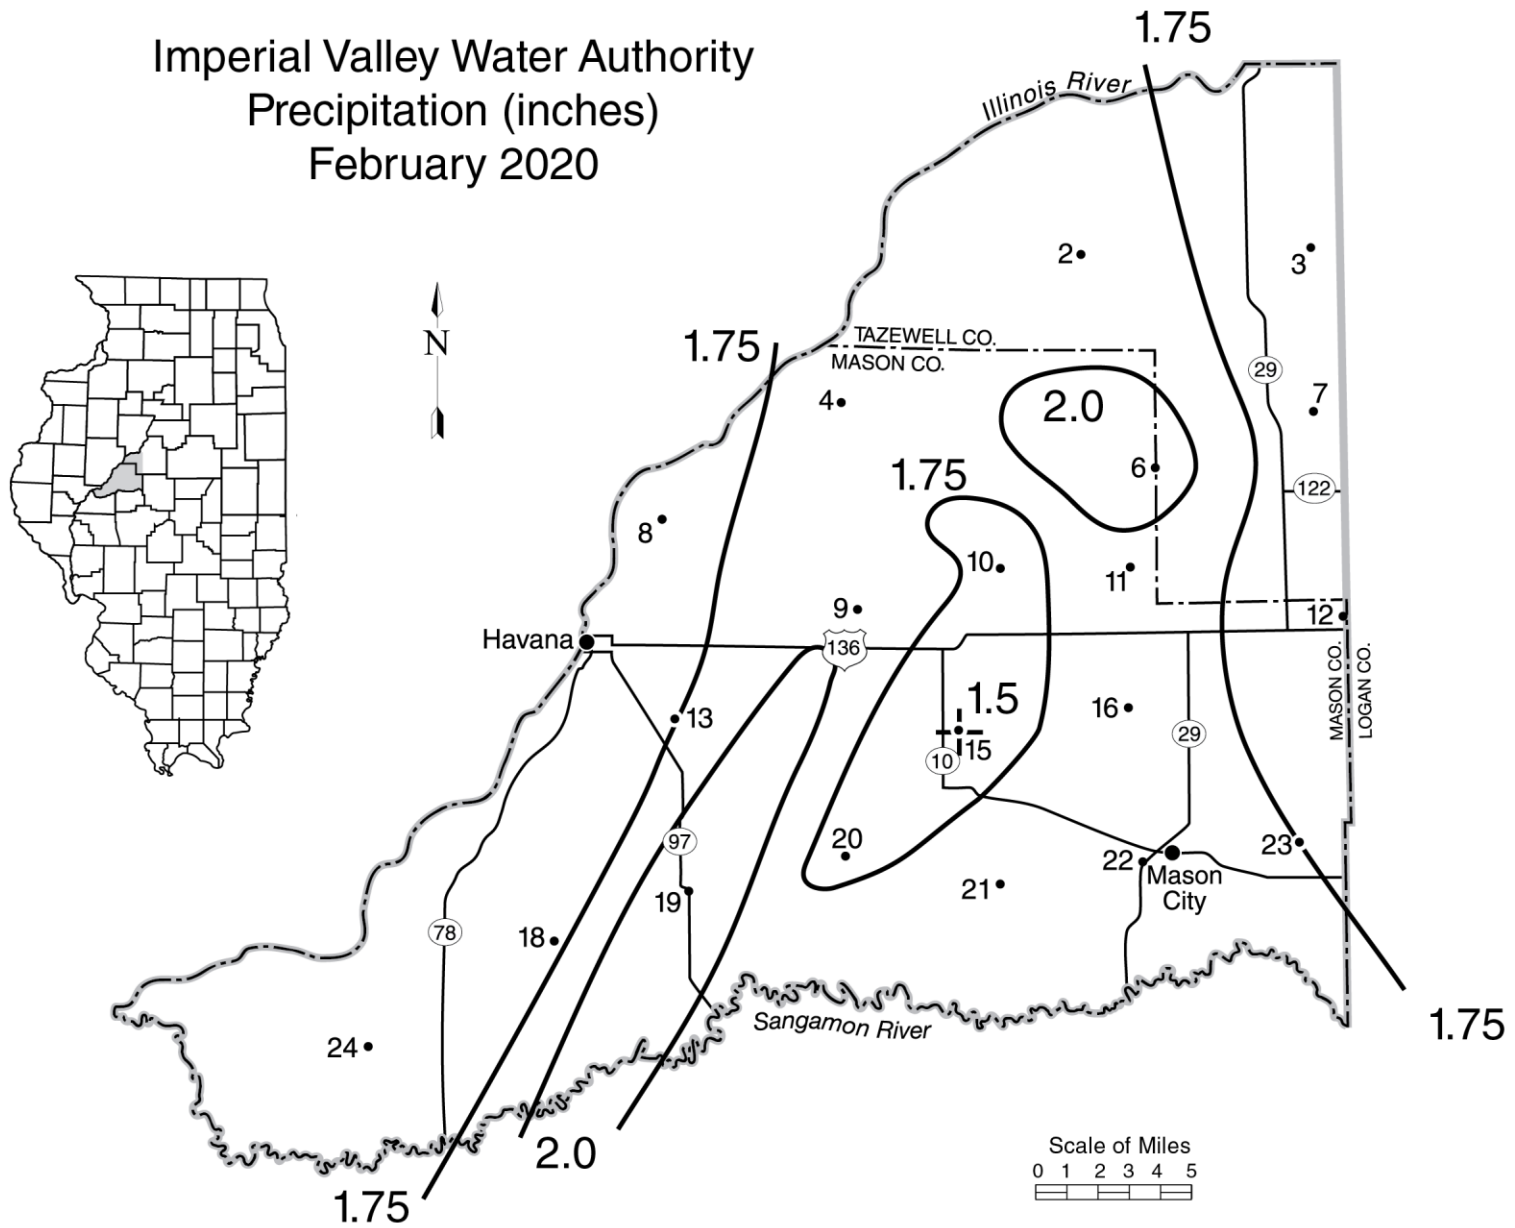 Imperial Valley Water Authority
Precipitation (inches)
February 2020
1.75
Illinois River
2
3
N
1.75
TAZEWELL CO.
MASON CO.
29
4
2.0
7
1.75
6
122
8
10
11
9
12
Havana
136
MASON CO.
LOGAN CO.
1.5
13
16
15
29
10
97
20
23
22
Mason
City
19
21
18
78
Sangamon River
1.75
24
2.0
Scale of Miles
0 1 2 3 4 5
1.75